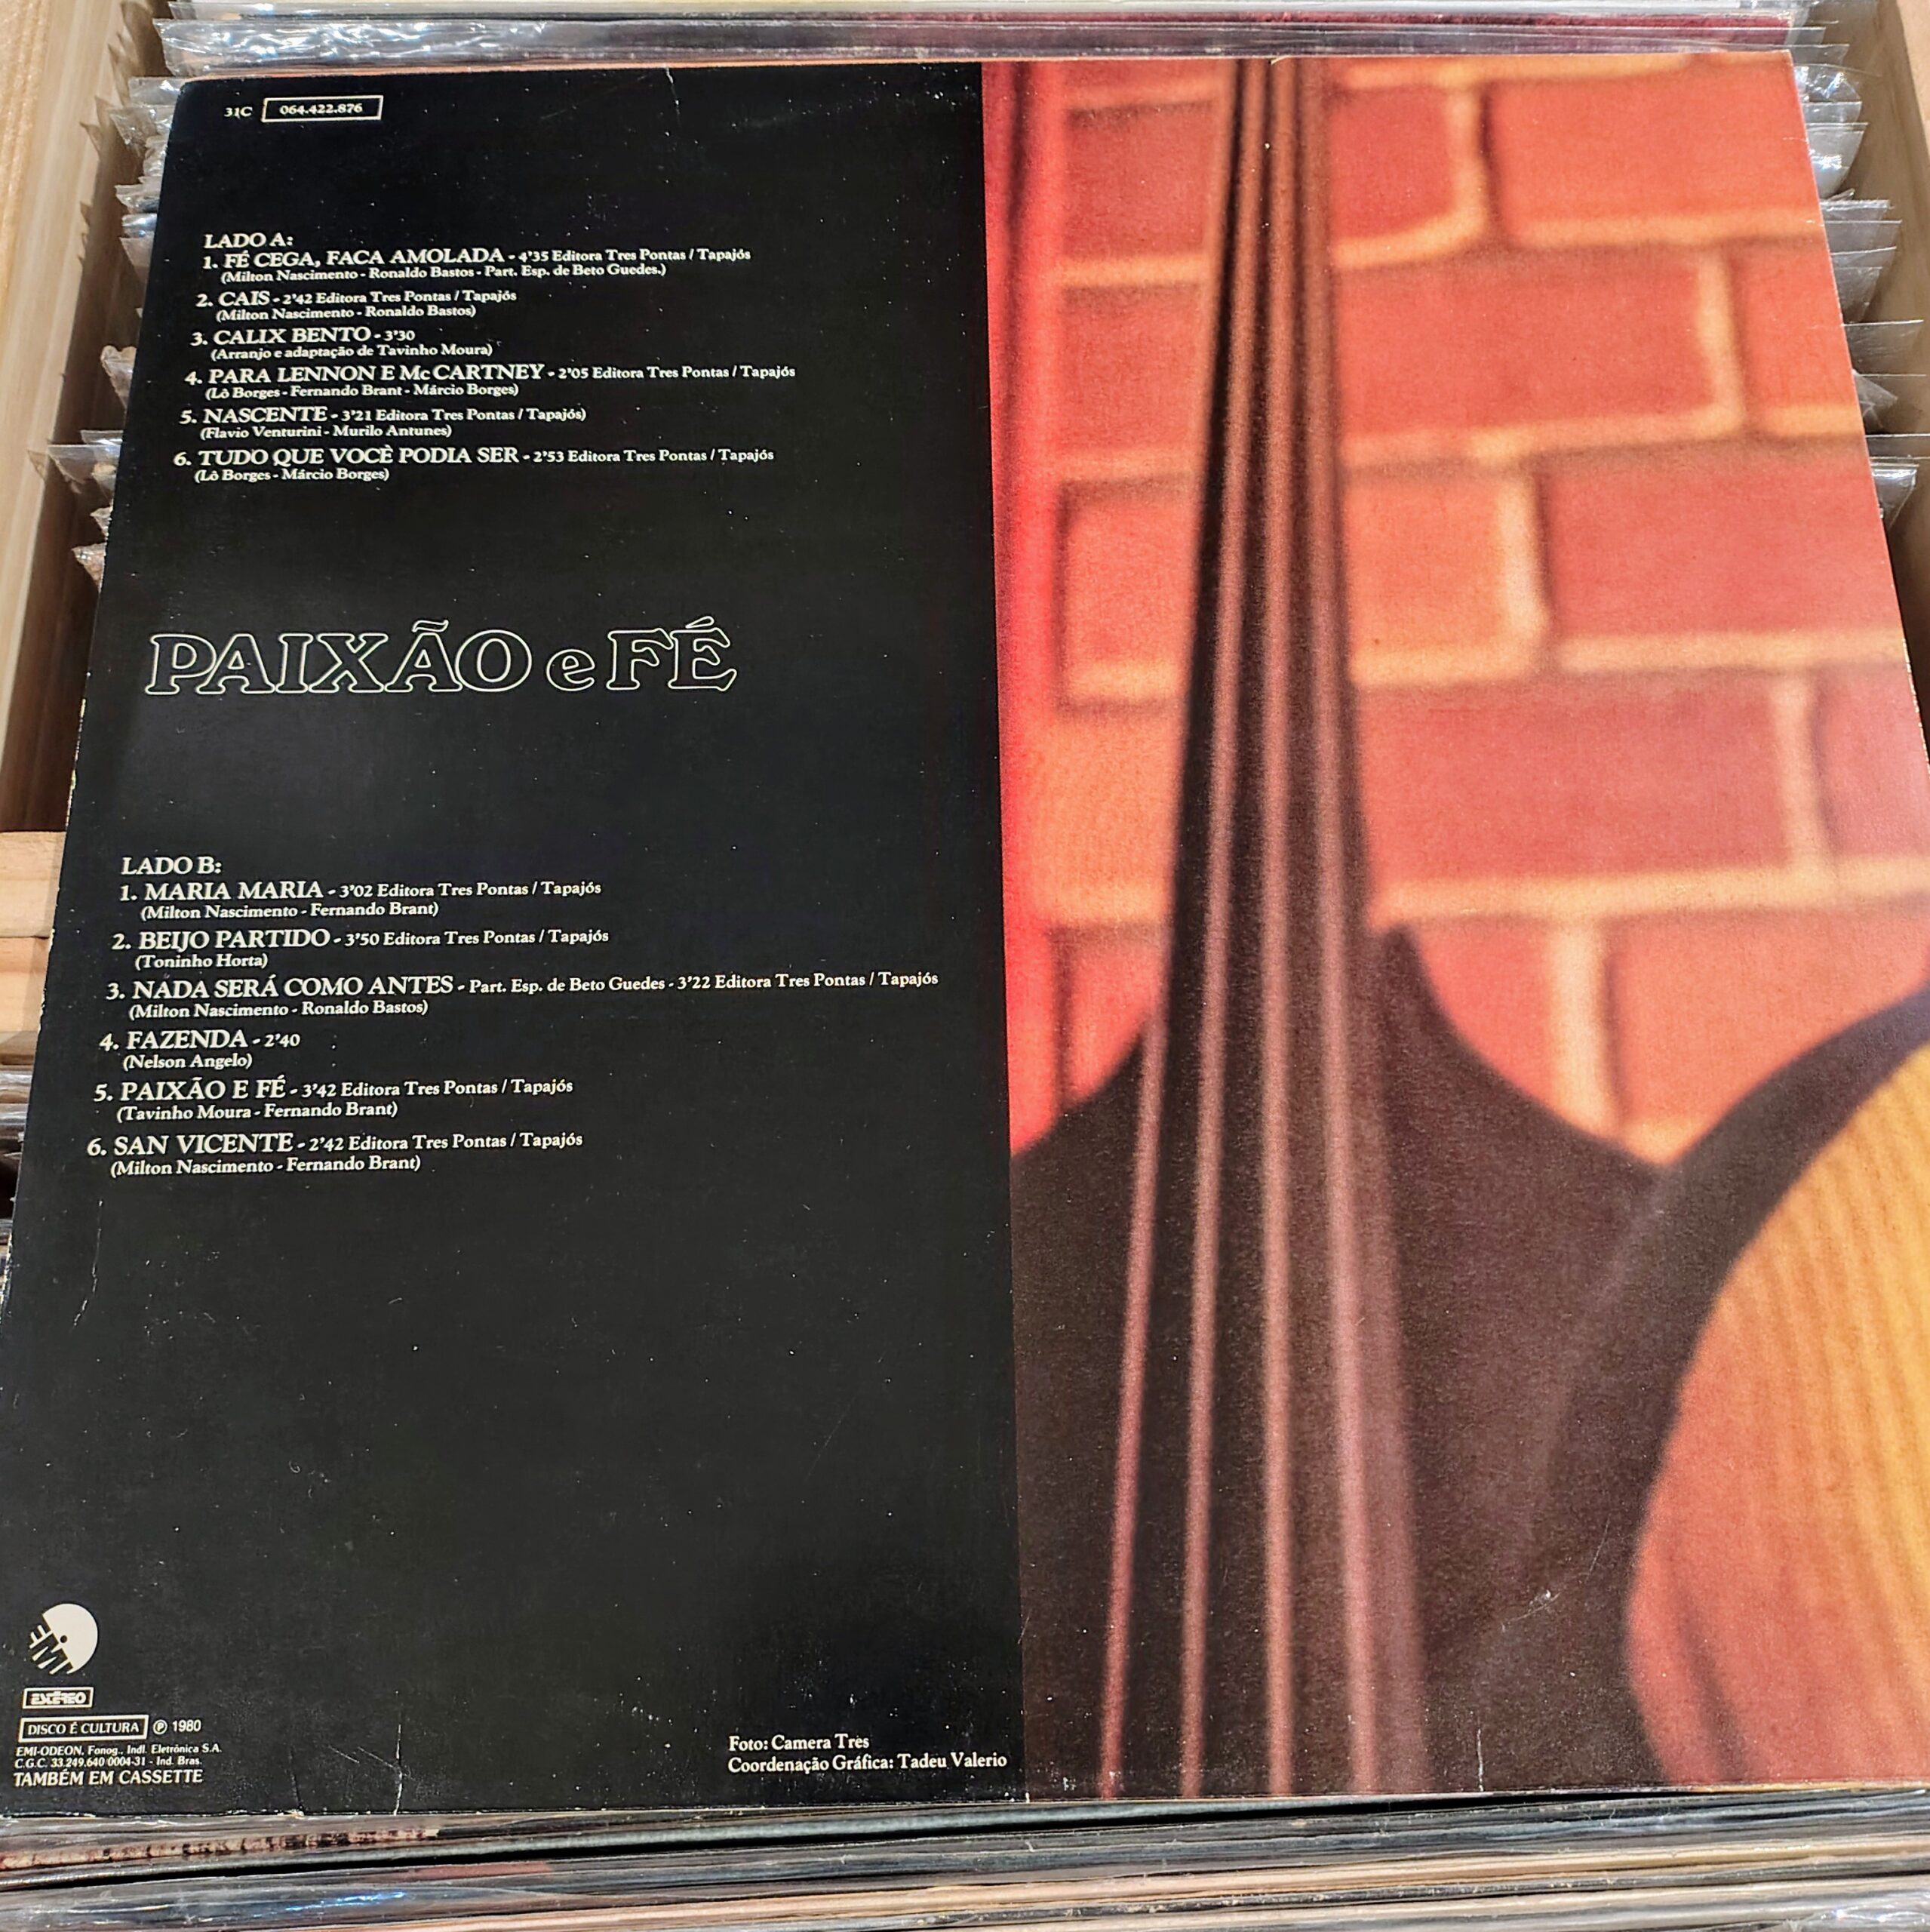 31C 064.422.876
LADO A:
1. FÉ CEGA, FACA AMOLADA - 4'35 Editora Tres Pontas / Tapajós
(Milton Nascimento - Ronaldo Bastos - Part. Esp. de Beto Guedes.)
2. CAIS - 2'42 Editora Tres Pontas / Tapajós
(Milton Nascimento - Ronaldo Bastos)
3. CALIX BENTO - 3'30
(Arranjo e adaptação de Tavinho Moura)
4. PARA LENNON E McCARTNEY - 2'05 Editora Tres Pontas / Tapajós
(Lô Borges - Fernando Brant - Márcio Borges)
5. NASCENTE - 3'21 Editora Tres Pontas / Tapajós)
(Flavio Venturini - Murilo Antunes)
6. TUDO QUE VOCÊ PODIA SER - 2'53 Editora Tres Pontas / Tapajós
(Lô Borges - Márcio Borges)
PAIXÃO e FÉ
LADO B:
1. MARIA MARIA - 3'02 Editora Tres Pontas / Tapajós
(Milton Nascimento - Fernando Brant)
2. BEIJO PARTIDO - 3'50 Editora Tres Pontas / Tapajós
(Toninho Horta)
3. NADA SERÁ COMO ANTES - Part. Esp. de Beto Guedes - 3'22 Editora Tres Pontas / Tapajós
(Milton Nascimento - Ronaldo Bastos)
4. FAZENDA - 2'40
(Nelson Angelo)
5. PAIXÃO E FÉ - 3'42 Editora Tres Pontas / Tapajós
(Tavinho Moura - Fernando Brant)
6. SAN VICENTE - 2'42 Editora Tres Pontas / Tapajós
(Milton Nascimento - Fernando Brant)
EMI
ESTÉREO
DISCO É CULTURA ℗ 1980
EMI-ODEON, Fonog., Indl. Eletrônica S.A.
C.G.C. 33.249.640/0004-31 - Ind. Bras.
TAMBÉM EM CASSETTE
Foto: Camera Três
Coordenação Gráfica: Tadeu Valerio